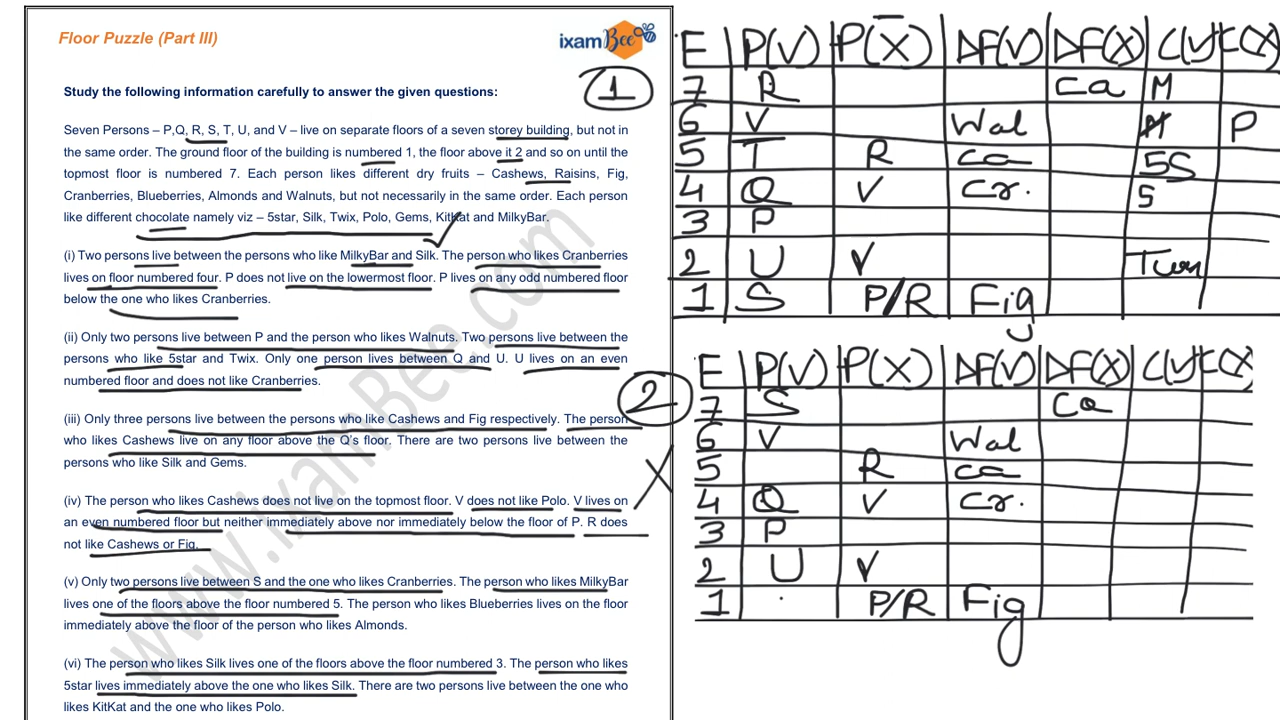 Floor Puzzle (Part III)
ixamBee
Study the following information carefully to answer the given questions:
Seven Persons – P,Q, R, S, T, U, and V – live on separate floors of a seven storey building, but not in
the same order. The ground floor of the building is numbered 1, the floor above it 2 and so on until the
topmost floor is numbered 7. Each person likes different dry fruits – Cashews, Raisins, Fig,
Cranberries, Blueberries, Almonds and Walnuts, but not necessarily in the same order. Each person
like different chocolate namely viz – 5star, Silk, Twix, Polo, Gems, KitKat and MilkyBar.
(i) Two persons live between the persons who like MilkyBar and Silk. The person who likes Cranberries
lives on floor numbered four. P does not live on the lowermost floor. P lives on any odd numbered floor
below the one who likes Cranberries.
(ii) Only two persons live between P and the person who likes Walnuts. Two persons live between the
persons who like 5star and Twix. Only one person lives between Q and U. U lives on an even
numbered floor and does not like Cranberries.
(iii) Only three persons live between the persons who like Cashews and Fig respectively. The person
who likes Cashews live on any floor above the Q's floor. There are two persons live between the
persons who like Silk and Gems.
(iv) The person who likes Cashews does not live on the topmost floor. V does not like Polo. V lives on
an even numbered floor but neither immediately above nor immediately below the floor of P. R does
not like Cashews or Fig.
(v) Only two persons live between S and the one who likes Cranberries. The person who likes MilkyBar
lives one of the floors above the floor numbered 5. The person who likes Blueberries lives on the floor
immediately above the floor of the person who likes Almonds.
(vi) The person who likes Silk lives one of the floors above the floor numbered 3. The person who likes
5star lives immediately above the one who likes Silk. There are two persons live between the one who
likes KitKat and the one who likes Polo.
www.ixamBee.com
1
F P(V) P(X) DF(V) DF(X) C(V) C(X)
7 R Ca M
6 V Wal P
5 T R Ca 5S
4 Q V Cr. S
3 P
2 U V Twx
1 S P/R Fig
2
F P(V) P(X) DF(V) DF(X) C(V) C(X)
7 S Ca
6 V Wal
5 R Ca
4 Q V Cr.
3 P
2 U V
1 P/R Fig